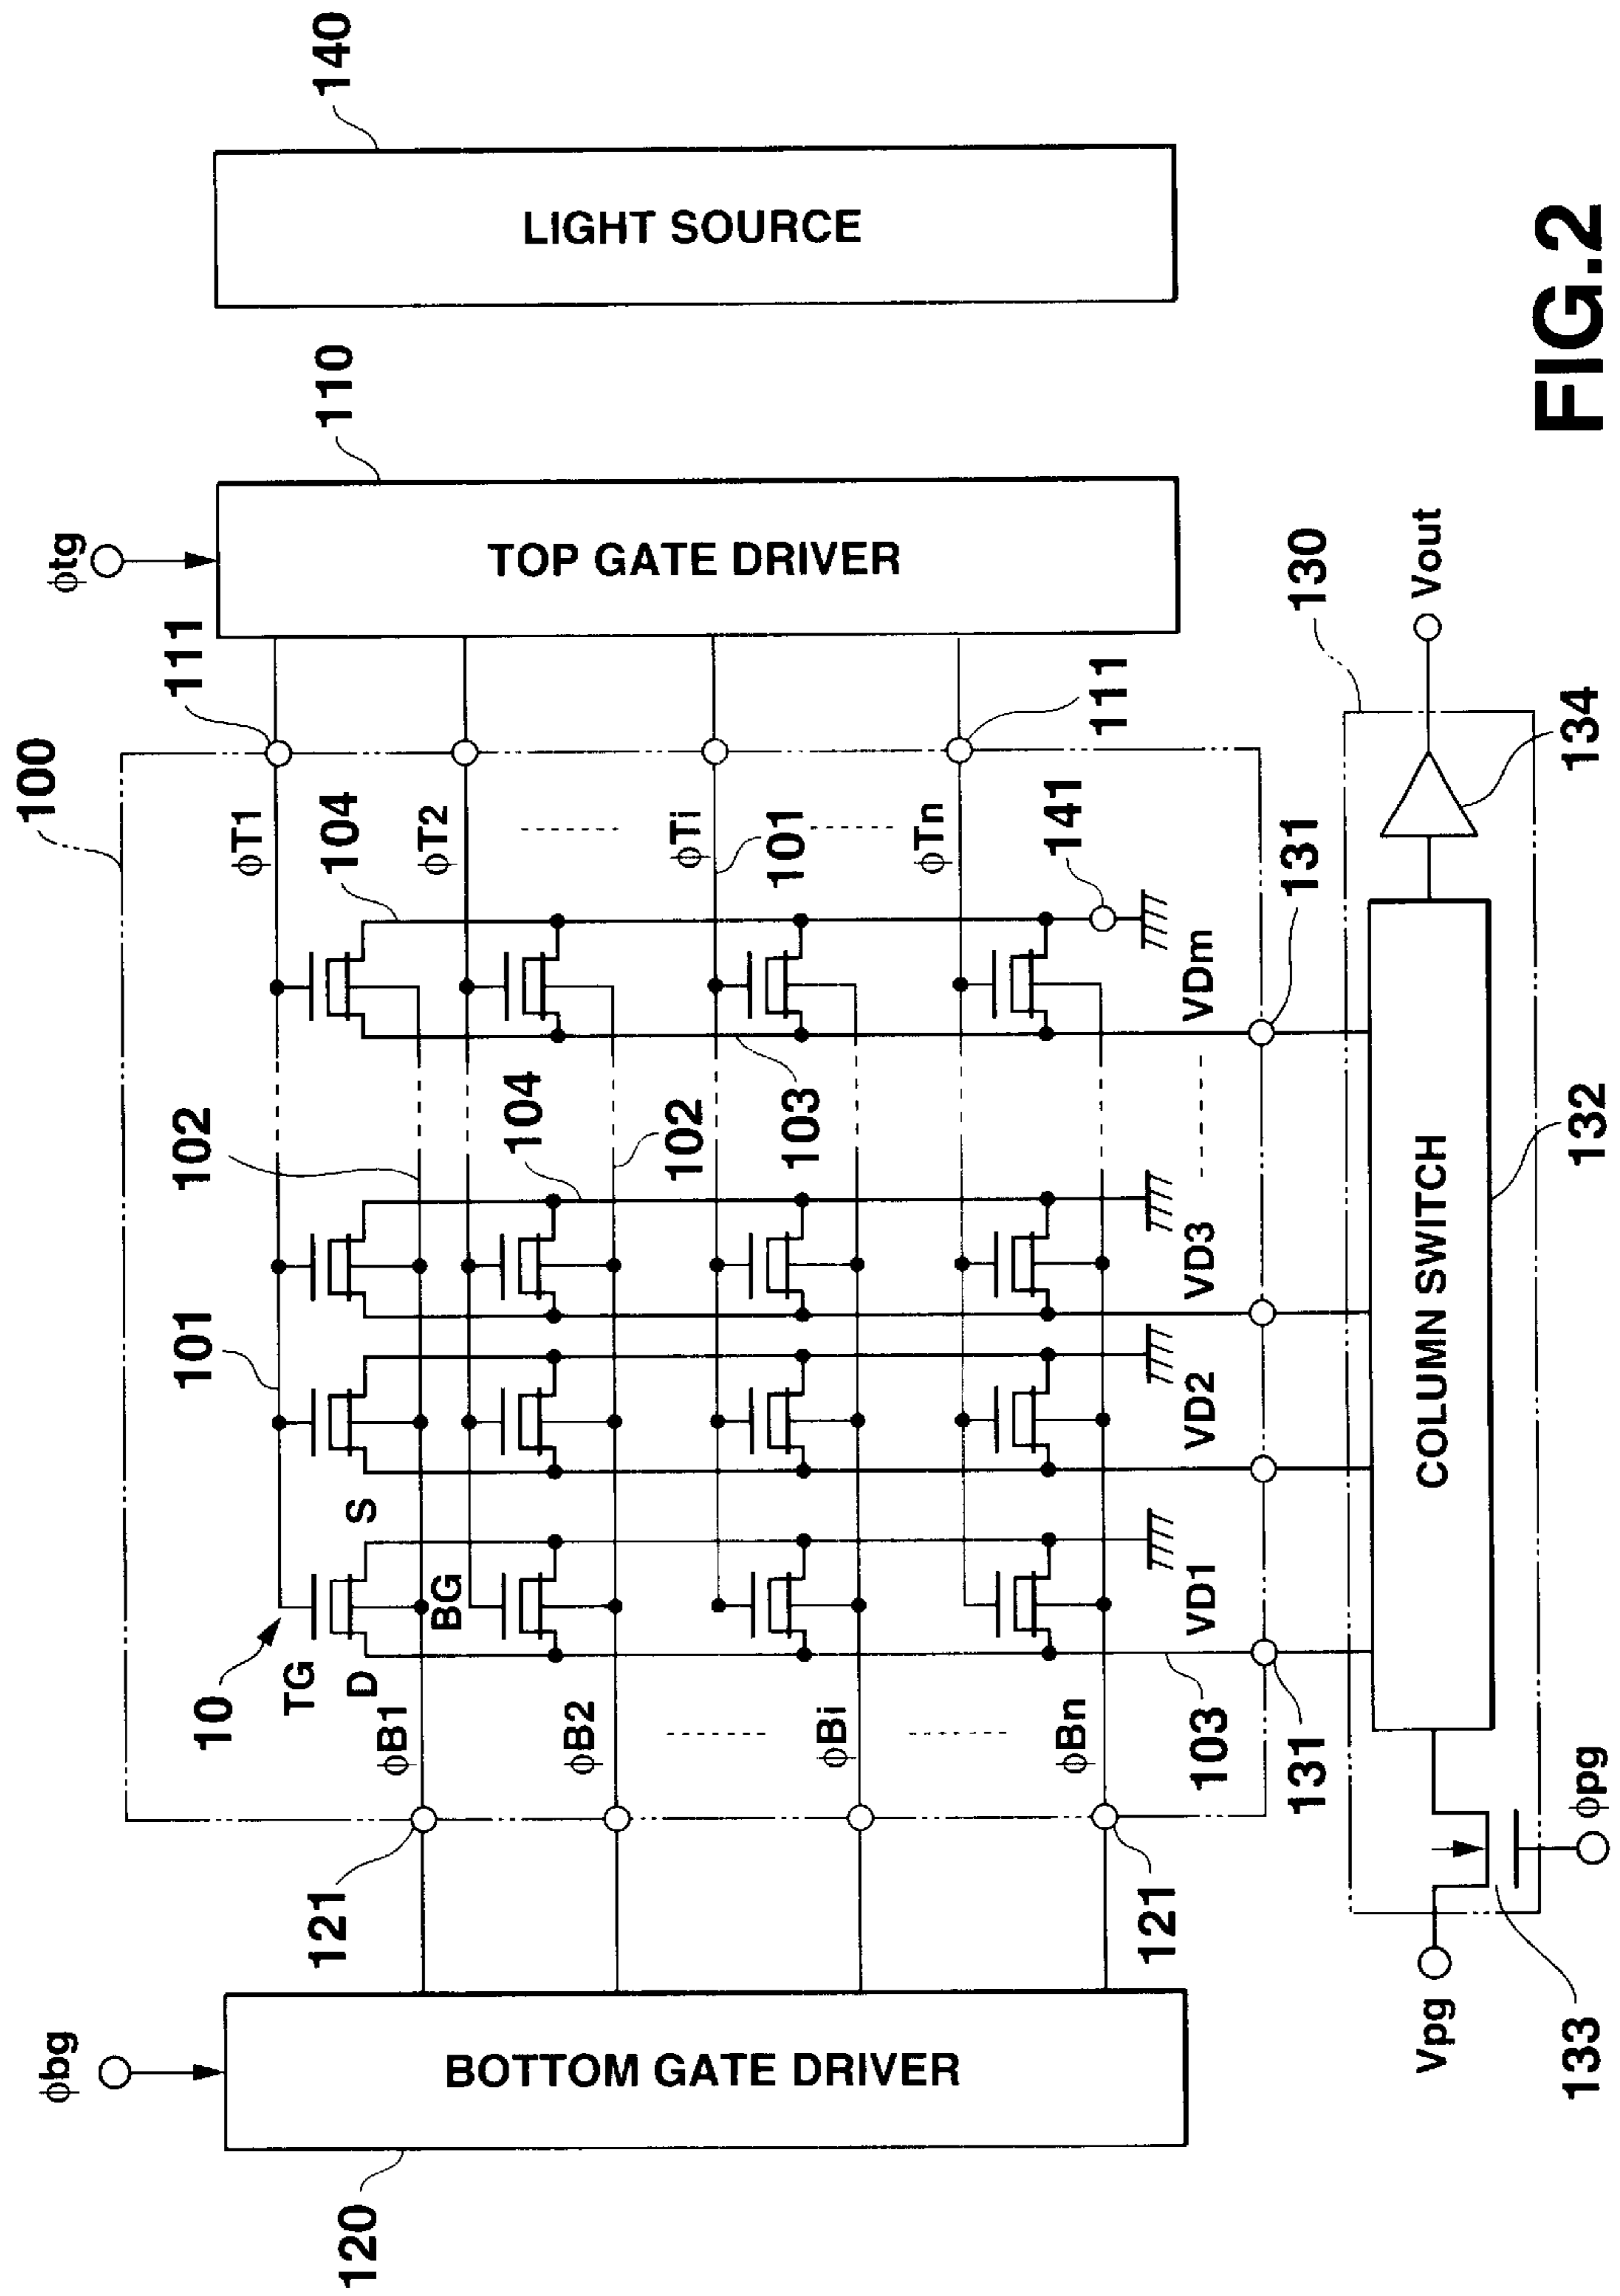 100
140
110
φtg
φbg
LIGHT SOURCE
TOP GATE DRIVER
BOTTOM GATE DRIVER
120
111
φT1
104
φT2
φTi
101
φTn
111
141
VDm
131
102
104
102
103
101
VD3
VD2
S
10
TG
D
BG
VD1
φB1
φB2
φBi
φBn
103
131
121
121
130
Vout
134
COLUMN SWITCH
132
Vpg
133
φpg
FIG.2